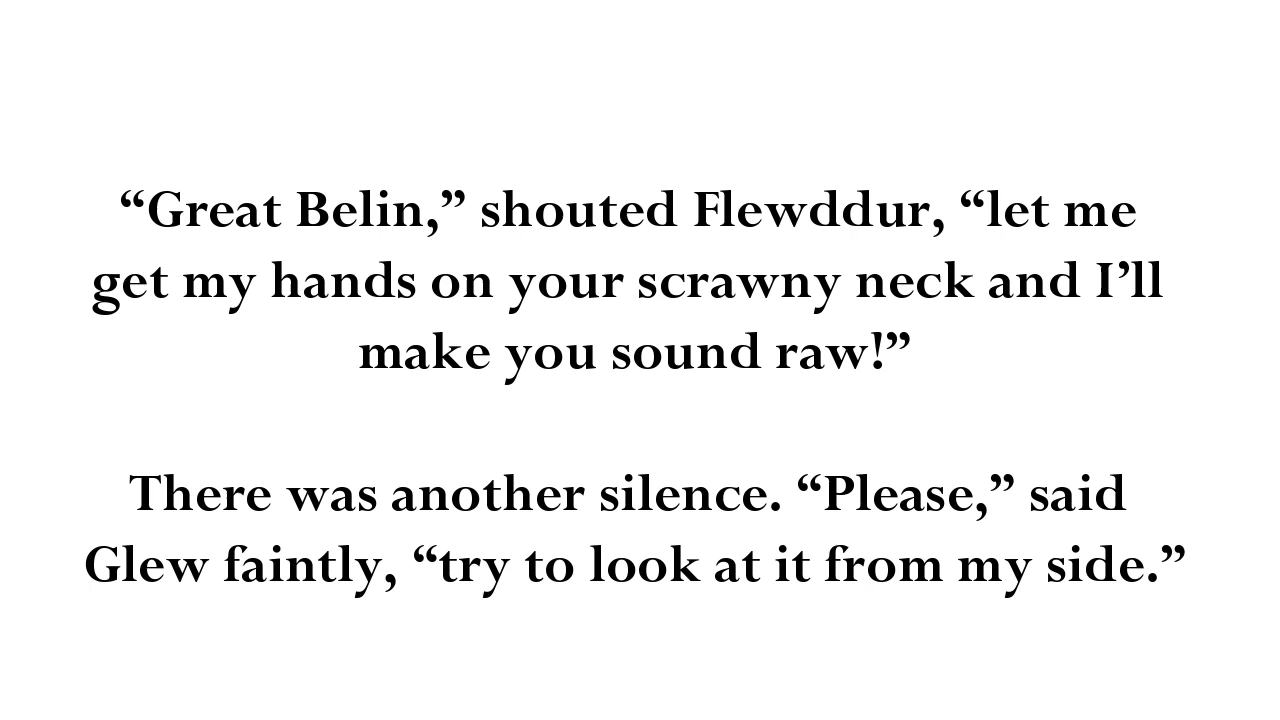 “Great Belin,” shouted Flewddur, “let me
get my hands on your scrawny neck and I’ll
make you sound raw!”
There was another silence. “Please,” said
Glew faintly, “try to look at it from my side.”